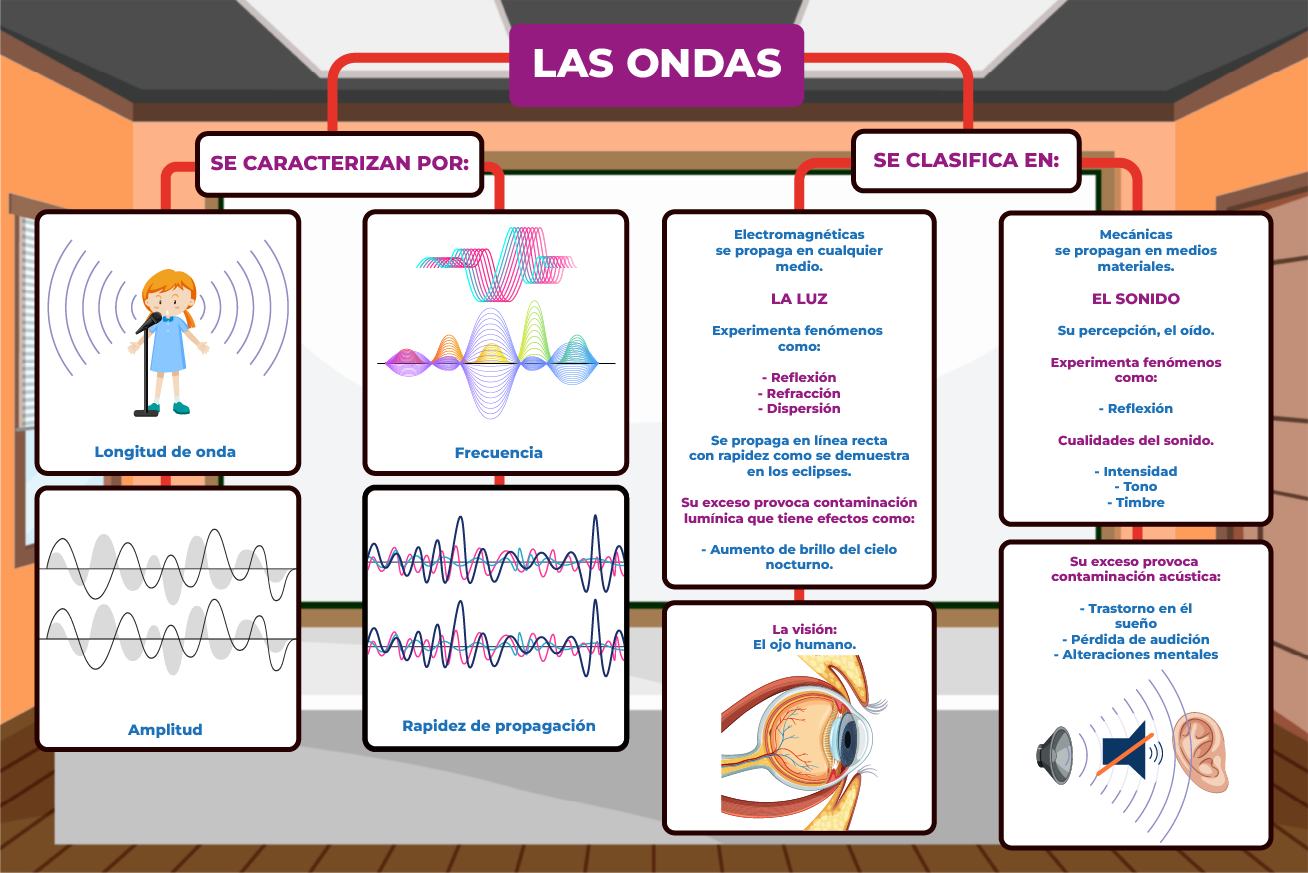 LAS ONDAS
SE CARACTERIZAN POR:
Longitud de onda
Frecuencia
Amplitud
Rapidez de propagación
SE CLASIFICA EN:
Electromagnéticas
se propaga en cualquier
medio.
LA LUZ
Experimenta fenómenos
como:
- Reflexión
- Refracción
- Dispersión
Se propaga en línea recta
con rapidez como se demuestra
en los eclipses.
Su exceso provoca contaminación
lumínica que tiene efectos como:
- Aumento de brillo del cielo
nocturno.
La visión:
El ojo humano.
Mecánicas
se propagan en medios
materiales.
EL SONIDO
Su percepción, el oído.
Experimenta fenómenos
como:
- Reflexión
Cualidades del sonido.
- Intensidad
- Tono
- Timbre
Su exceso provoca
contaminación acústica:
- Trastorno en él
sueño
- Pérdida de audición
- Alteraciones mentales